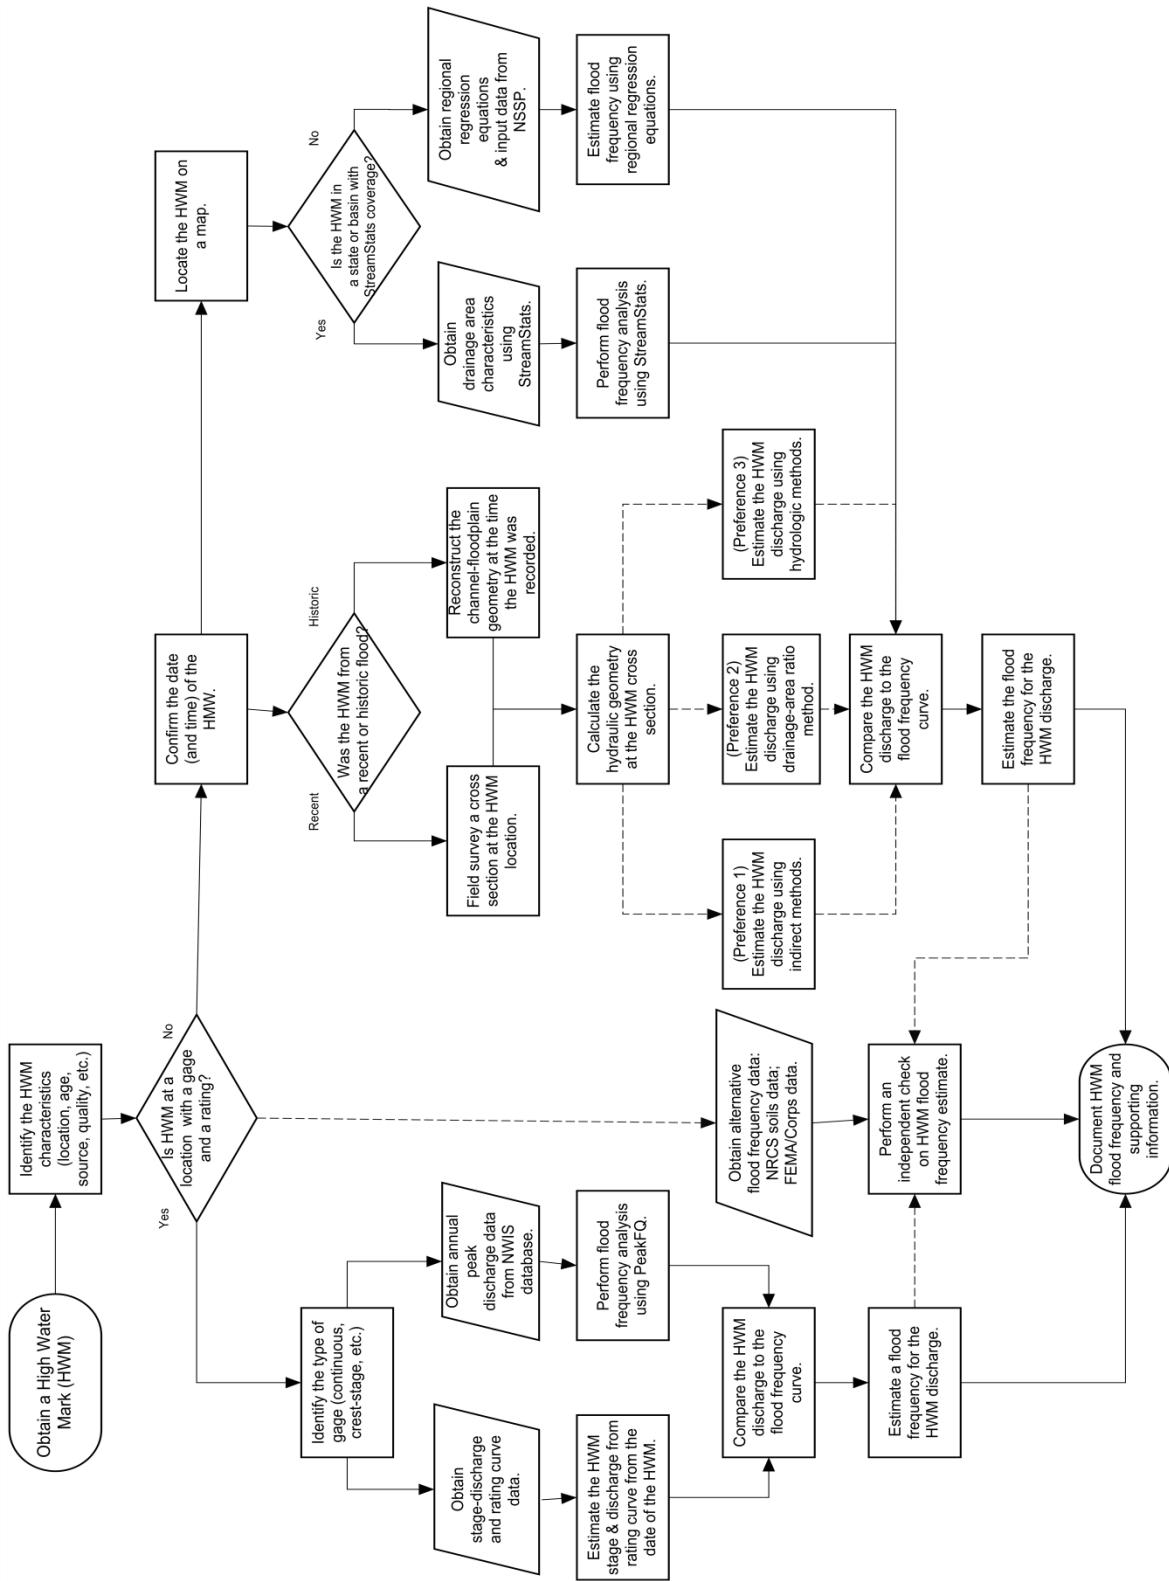 Obtain a High Water
Mark (HWM)
Identify the HWM
characteristics
(location, age,
source, quality, etc.)
Is HWM at a
location with a gage
and a rating?
Yes
No
Identify the type of
gage (continuous,
crest-stage, etc.)
Obtain
stage-discharge
and rating curve
data.
Estimate the HWM
stage & discharge from
rating curve from the
date of the HWM.
Obtain annual
peak
discharge data
from NWIS
database.
Perform flood
frequency analysis
using PeakFQ.
Compare the HWM
discharge to the
flood frequency
curve.
Estimate a flood
frequency for the
HWM discharge.
Obtain alternative
flood frequency data:
NRCS soils data;
FEMA/Corps data.
Perform an
independent check
on HWM flood
frequency estimate.
Document HWM
flood frequency and
supporting
information.
Confirm the date
(and time) of the
HMW.
Was the HWM from
a recent or historic flood?
Recent
Historic
Field survey a cross
section at the HWM
location.
Reconstruct the
channel-floodplain
geometry at the time
the HWM was
recorded.
Calculate the
hydraulic geometry
at the HWM cross
section.
(Preference 1)
Estimate the HWM
discharge using
indirect methods.
(Preference 2)
Estimate the HWM
discharge using
drainage-area ratio
method.
(Preference 3)
Estimate the HWM
discharge using
hydrologic methods.
Compare the HWM
discharge to the
flood frequency
curve.
Estimate the flood
frequency for the
HWM discharge.
Locate the HWM on
a map.
Is the HWM in
a state or basin with
StreamStats coverage?
Yes
No
Obtain
drainage area
characteristics
using
StreamStats.
Perform flood
frequency analysis
using StreamStats.
Obtain regional
regression
equations
& input data from
NSSP.
Estimate flood
frequency using
regional regression
equations.